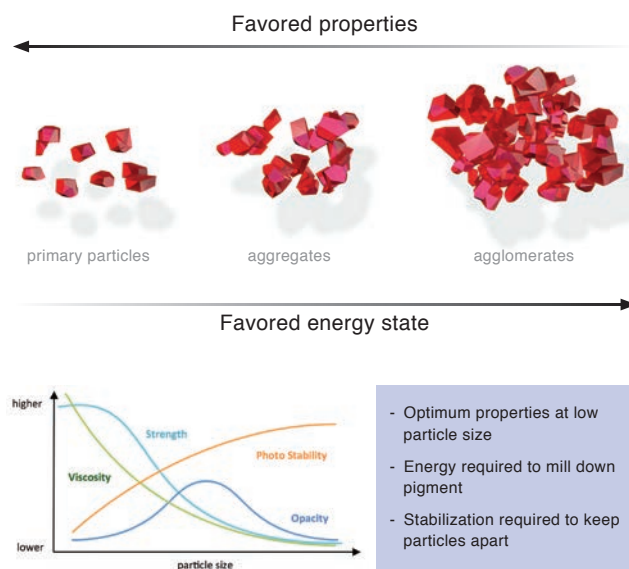 Favored properties
primary particles
aggregates
agglomerates
Favored energy state
higher
Strength
Photo Stability
Viscosity
Opacity
lower
particle size
- Optimum properties at low
particle size
- Energy required to mill down
pigment
- Stabilization required to keep
particles apart